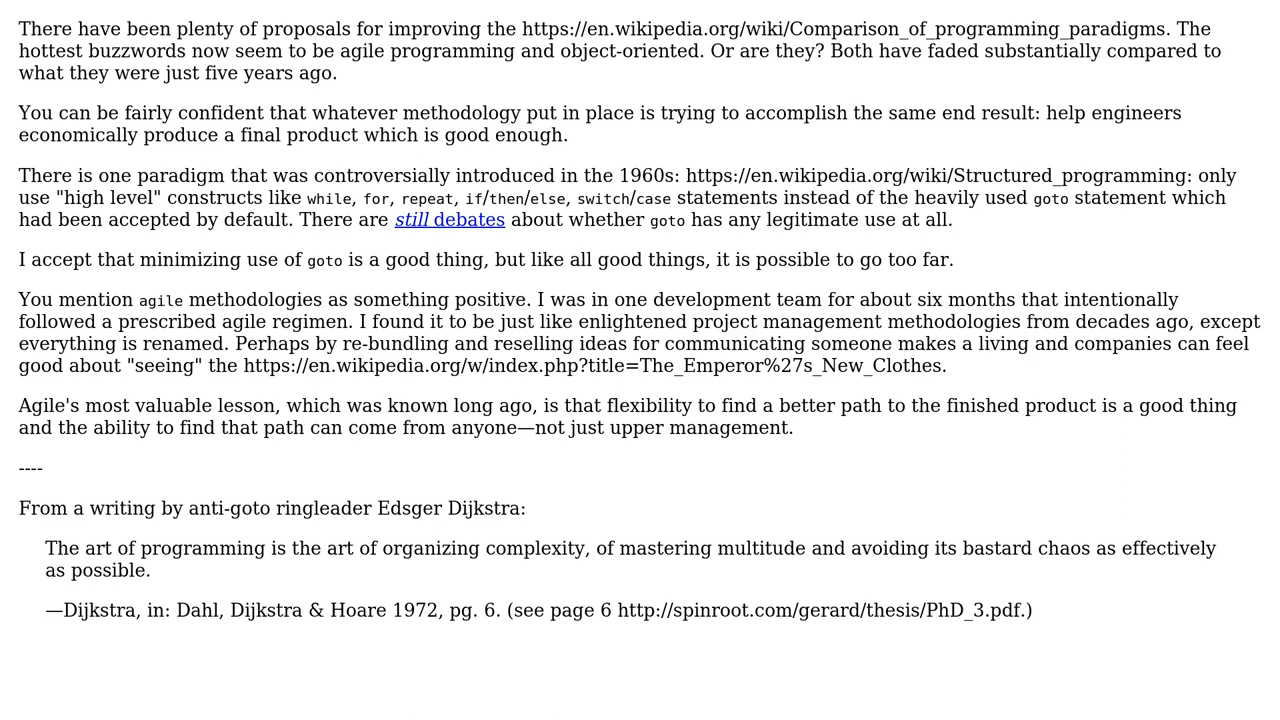 There have been plenty of proposals for improving the https://en.wikipedia.org/wiki/Comparison_of_programming_paradigms. The
hottest buzzwords now seem to be agile programming and object-oriented. Or are they? Both have faded substantially compared to
what they were just five years ago.
You can be fairly confident that whatever methodology put in place is trying to accomplish the same end result: help engineers
economically produce a final product which is good enough.
There is one paradigm that was controversially introduced in the 1960s: https://en.wikipedia.org/wiki/Structured_programming: only
use "high level" constructs like while, for, repeat, if/then/else, switch/case statements instead of the heavily used goto statement which
had been accepted by default. There are still debates about whether goto has any legitimate use at all.
I accept that minimizing use of goto is a good thing, but like all good things, it is possible to go too far.
You mention agile methodologies as something positive. I was in one development team for about six months that intentionally
followed a prescribed agile regimen. I found it to be just like enlightened project management methodologies from decades ago, except
everything is renamed. Perhaps by re-bundling and reselling ideas for communicating someone makes a living and companies can feel
good about "seeing" the https://en.wikipedia.org/w/index.php?title=The_Emperor%27s_New_Clothes.
Agile's most valuable lesson, which was known long ago, is that flexibility to find a better path to the finished product is a good thing
and the ability to find that path can come from anyone—not just upper management.
----
From a writing by anti-goto ringleader Edsger Dijkstra:
The art of programming is the art of organizing complexity, of mastering multitude and avoiding its bastard chaos as effectively
as possible.
—Dijkstra, in: Dahl, Dijkstra & Hoare 1972, pg. 6. (see page 6 http://spinroot.com/gerard/thesis/PhD_3.pdf.)